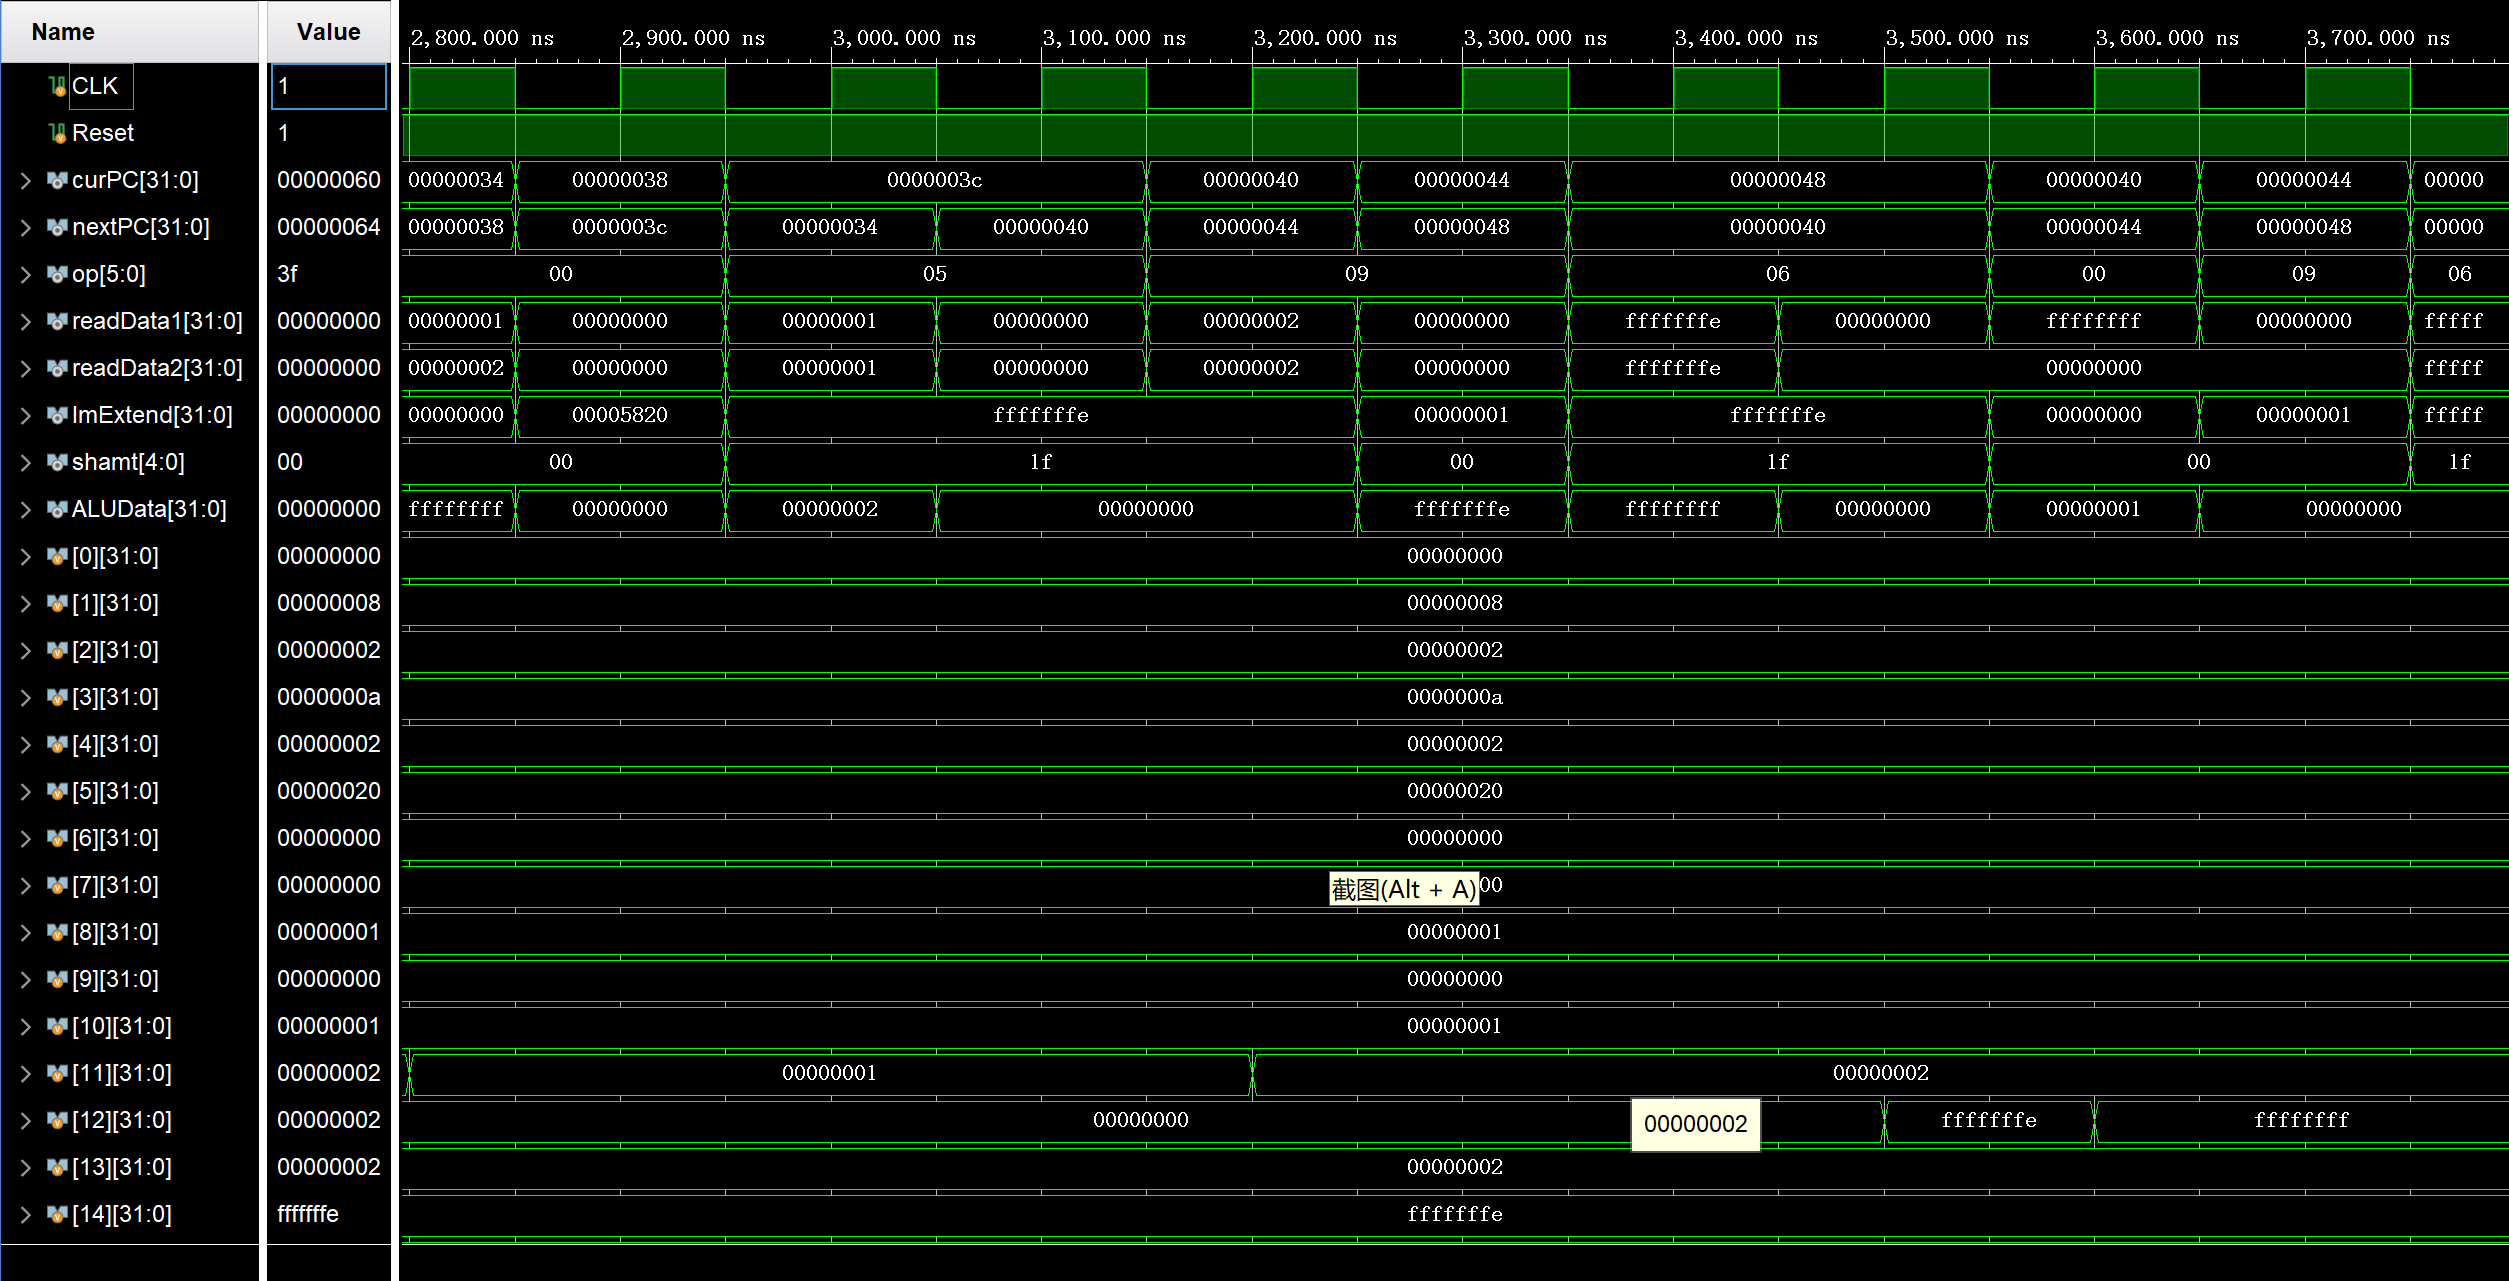 Name Value 2,800.000 ns 2,900.000 ns 3,000.000 ns 3,100.000 ns 3,200.000 ns 3,300.000 ns 3,400.000 ns 3,500.000 ns 3,600.000 ns 3,700.000 ns
CLK 1
Reset 1
curPC[31:0] 00000060 00000034 00000038 0000003c 00000040 00000044 00000048 00000040 00000044 00000
nextPC[31:0] 00000064 00000038 0000003c 00000034 00000040 00000044 00000048 00000040 00000044 00000048 00000
op[5:0] 3f 00 05 09 06 00 09 06
readData1[31:0] 00000000 00000001 00000000 00000001 00000000 00000002 00000000 fffffffe 00000000 ffffffff 00000000 fffff
readData2[31:0] 00000000 00000002 00000000 00000001 00000000 00000002 00000000 fffffffe 00000000 fffff
ImExtend[31:0] 00000000 00000000 00005820 fffffffe 00000001 fffffffe 00000000 00000001 fffff
shamt[4:0] 00 00 1f 00 1f 00 1f
ALUData[31:0] 00000000 ffffffff 00000000 00000002 00000000 fffffffe ffffffff 00000000 00000001 00000000
[0][31:0] 00000000 00000000
[1][31:0] 00000008 00000008
[2][31:0] 00000002 00000002
[3][31:0] 0000000a 0000000a
[4][31:0] 00000002 00000002
[5][31:0] 00000020 00000020
[6][31:0] 00000000 00000000
[7][31:0] 00000000 截图(Alt + A) 00
[8][31:0] 00000001 00000001
[9][31:0] 00000000 00000000
[10][31:0] 00000001 00000001
[11][31:0] 00000002 00000001 00000002
[12][31:0] 00000002 00000000 00000002 fffffffe ffffffff
[13][31:0] 00000002 00000002
[14][31:0] fffffffe fffffffe